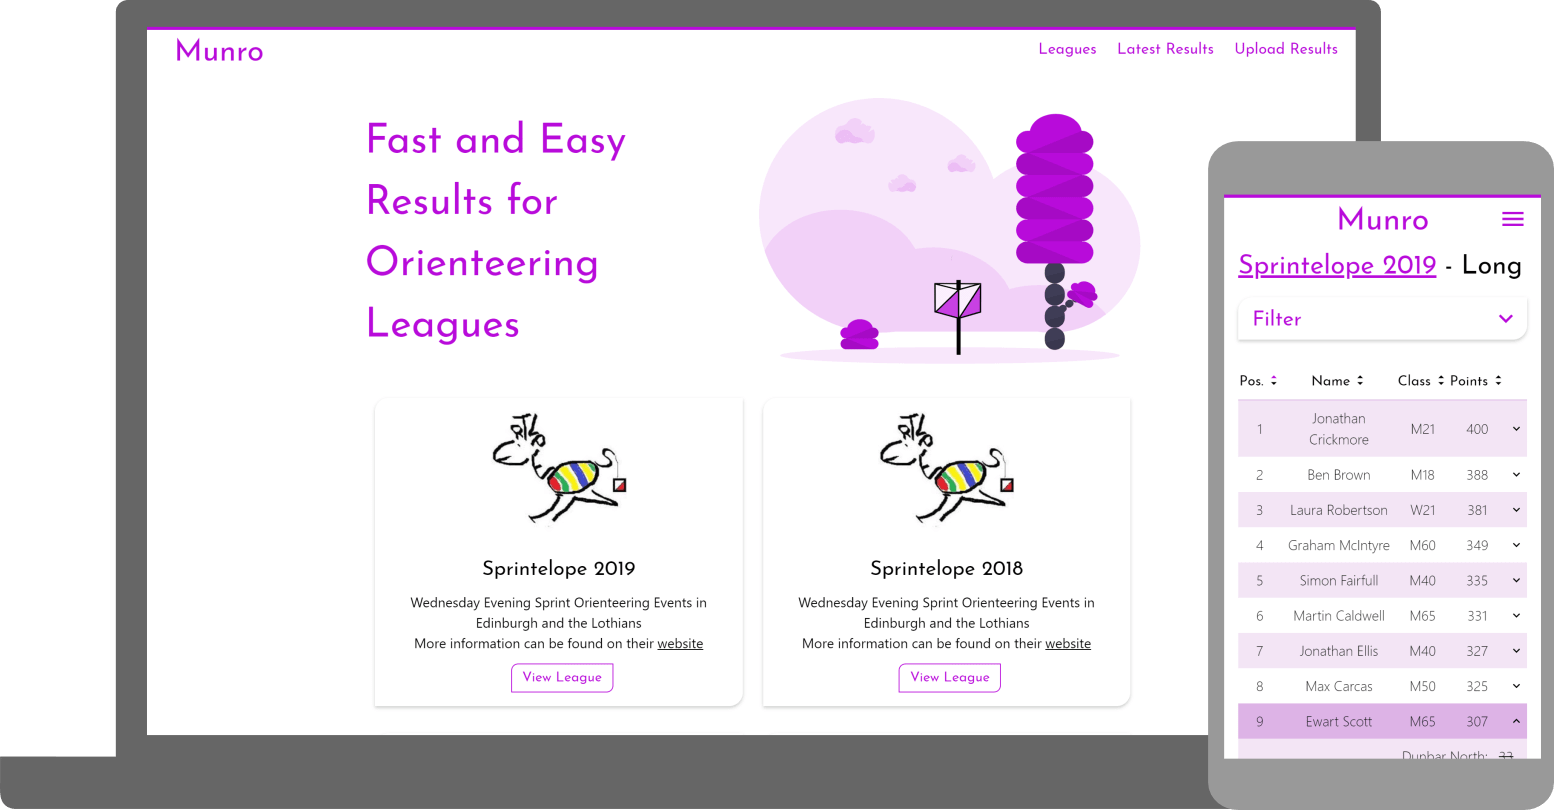 Munro
Leagues Latest Results Upload Results
Fast and Easy
Results for
Orienteering
Leagues
Sprintelope 2019
Wednesday Evening Sprint Orienteering Events in
Edinburgh and the Lothians
More information can be found on their website
View League
Sprintelope 2018
Wednesday Evening Sprint Orienteering Events in
Edinburgh and the Lothians
More information can be found on their website
View League
Munro
Sprintelope 2019 - Long
Filter
Pos. Name Class Points
1 Jonathan Crickmore M21 400
2 Ben Brown M18 388
3 Laura Robertson W21 381
4 Graham McIntyre M60 349
5 Simon Fairfull M40 335
6 Martin Caldwell M65 331
7 Jonathan Ellis M40 327
8 Max Carcas M50 325
9 Ewart Scott M65 307
Dunbar North: 33